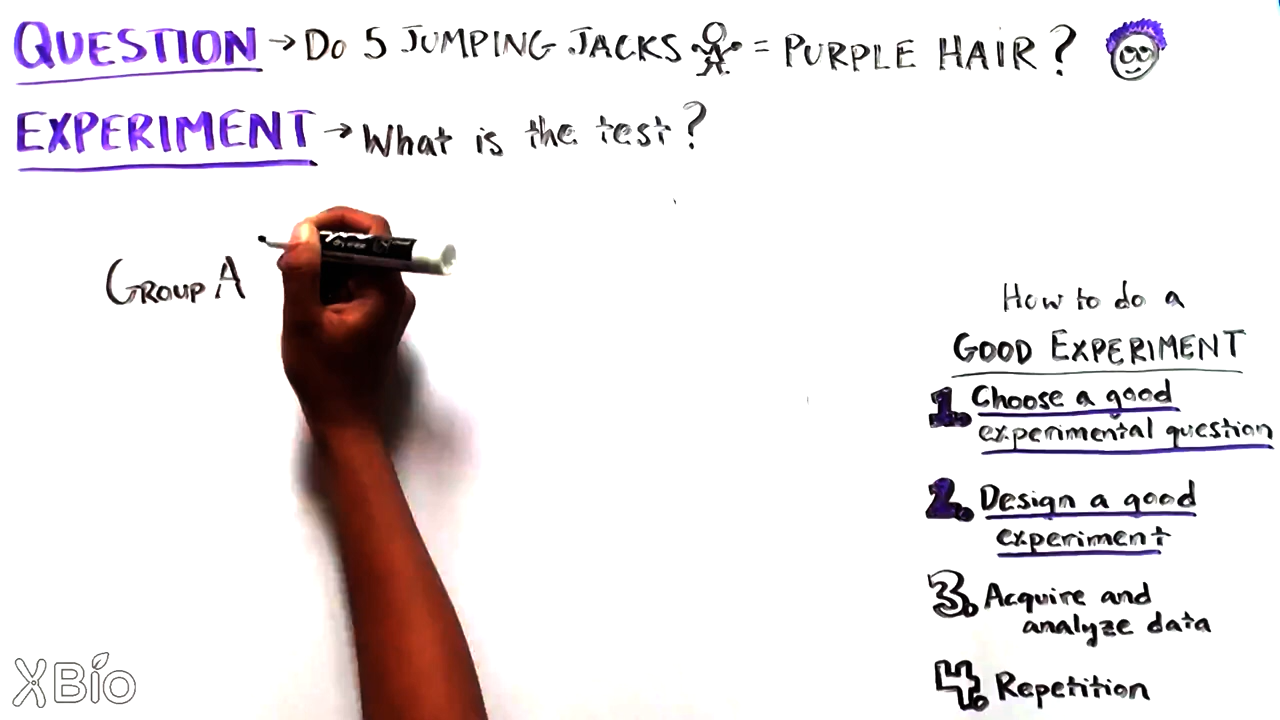 QUESTION → DO 5 JUMPING JACKS = PURPLE HAIR?
EXPERIMENT → What is the test?
GROUP A
How to do a
GOOD EXPERIMENT
1. Choose a good
experimental question
2. Design a good
experiment
3. Acquire and
analyze data
4. Repetition
XBio